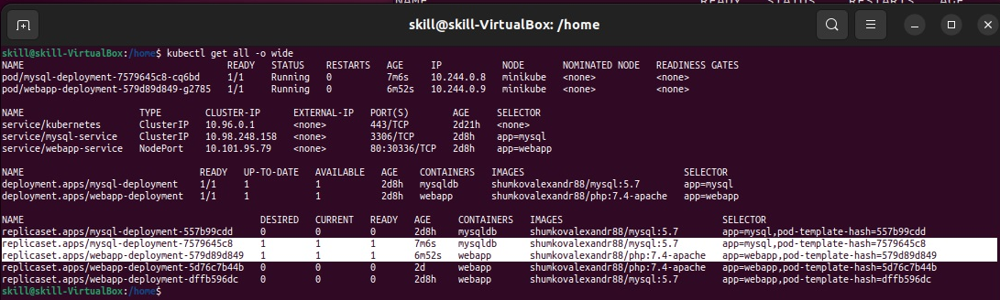 NAME READY STATUS RESTARTS AGE
skill@skill-VirtualBox: /home
skill@skill-VirtualBox:/home$ kubectl get all -o wide
NAME READY STATUS RESTARTS AGE IP NODE NOMINATED NODE READINESS GATES
pod/mysql-deployment-7579645c8-cq6bd 1/1 Running 0 7m6s 10.244.0.8 minikube <none> <none>
pod/webapp-deployment-579d89d849-g2785 1/1 Running 0 6m52s 10.244.0.9 minikube <none> <none>
NAME TYPE CLUSTER-IP EXTERNAL-IP PORT(S) AGE SELECTOR
service/kubernetes ClusterIP 10.96.0.1 <none> 443/TCP 2d21h <none>
service/mysql-service ClusterIP 10.98.248.158 <none> 3306/TCP 2d8h app=mysql
service/webapp-service NodePort 10.101.95.79 <none> 80:30336/TCP 2d8h app=webapp
NAME READY UP-TO-DATE AVAILABLE AGE CONTAINERS IMAGES SELECTOR
deployment.apps/mysql-deployment 1/1 1 1 2d8h mysqldb shumkovalexandr88/mysql:5.7 app=mysql
deployment.apps/webapp-deployment 1/1 1 1 2d8h webapp shumkovalexandr88/php:7.4-apache app=webapp
NAME DESIRED CURRENT READY AGE CONTAINERS IMAGES SELECTOR
replicaset.apps/mysql-deployment-557b99cdd 0 0 0 2d8h mysqldb shumkovalexandr88/mysql:5.7 app=mysql,pod-template-hash=557b99cdd
replicaset.apps/mysql-deployment-7579645c8 1 1 1 7m6s mysqldb shumkovalexandr88/mysql:5.7 app=mysql,pod-template-hash=7579645c8
replicaset.apps/webapp-deployment-579d89d849 1 1 1 6m52s webapp shumkovalexandr88/php:7.4-apache app=webapp,pod-template-hash=579d89d849
replicaset.apps/webapp-deployment-5d76c7b44b 0 0 0 2d webapp shumkovalexandr88/php:7.4-apache app=webapp,pod-template-hash=5d76c7b44b
replicaset.apps/webapp-deployment-dffb596dc 0 0 0 2d8h webapp shumkovalexandr88/mysql:5.7 app=webapp,pod-template-hash=dffb596dc
skill@skill-VirtualBox:/home$